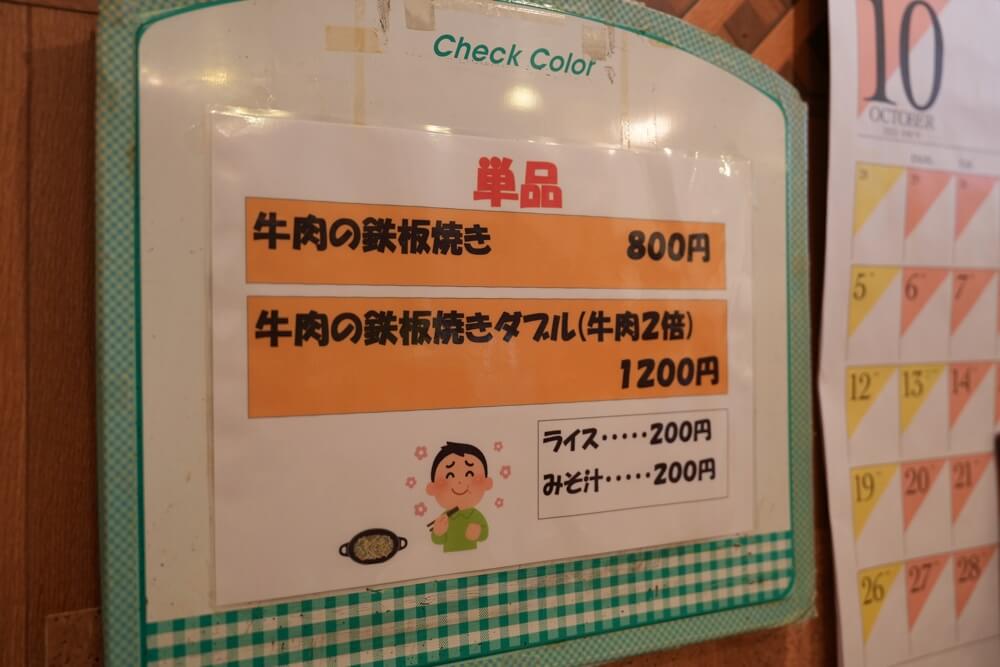 Check Color
単品
牛肉の鉄板焼き 800円
牛肉の鉄板焼きダブル(牛肉2倍)
1200円
ライス・・・・・200円
みそ汁・・・・・200円
10
OCTOBER
5 6 7
12 13 14
19 20 21
26 27 28